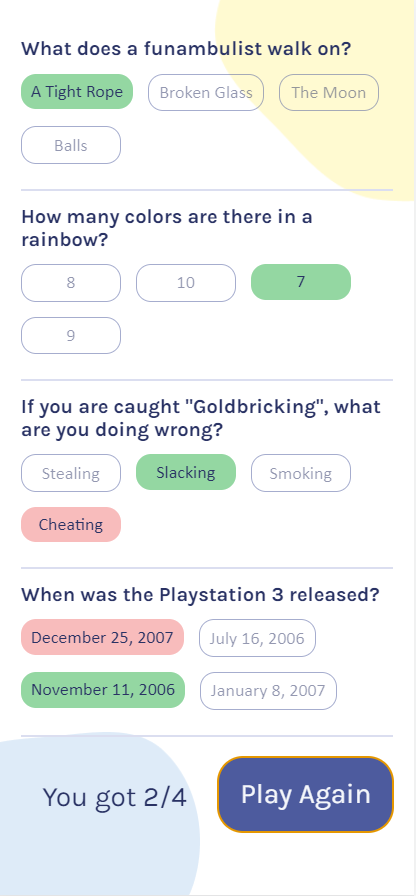 What does a funambulist walk on?
A Tight Rope Broken Glass The Moon
Balls
How many colors are there in a
rainbow?
8 10 7
9
If you are caught "Goldbricking", what
are you doing wrong?
Stealing Slacking Smoking
Cheating
When was the Playstation 3 released?
December 25, 2007 July 16, 2006
November 11, 2006 January 8, 2007
You got 2/4 Play Again